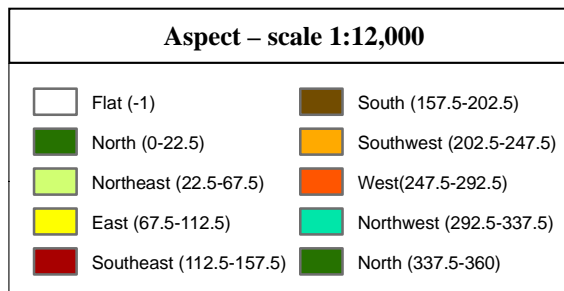 Aspect – scale 1:12,000
Flat (-1)
North (0-22.5)
Northeast (22.5-67.5)
East (67.5-112.5)
Southeast (112.5-157.5)
South (157.5-202.5)
Southwest (202.5-247.5)
West(247.5-292.5)
Northwest (292.5-337.5)
North (337.5-360)